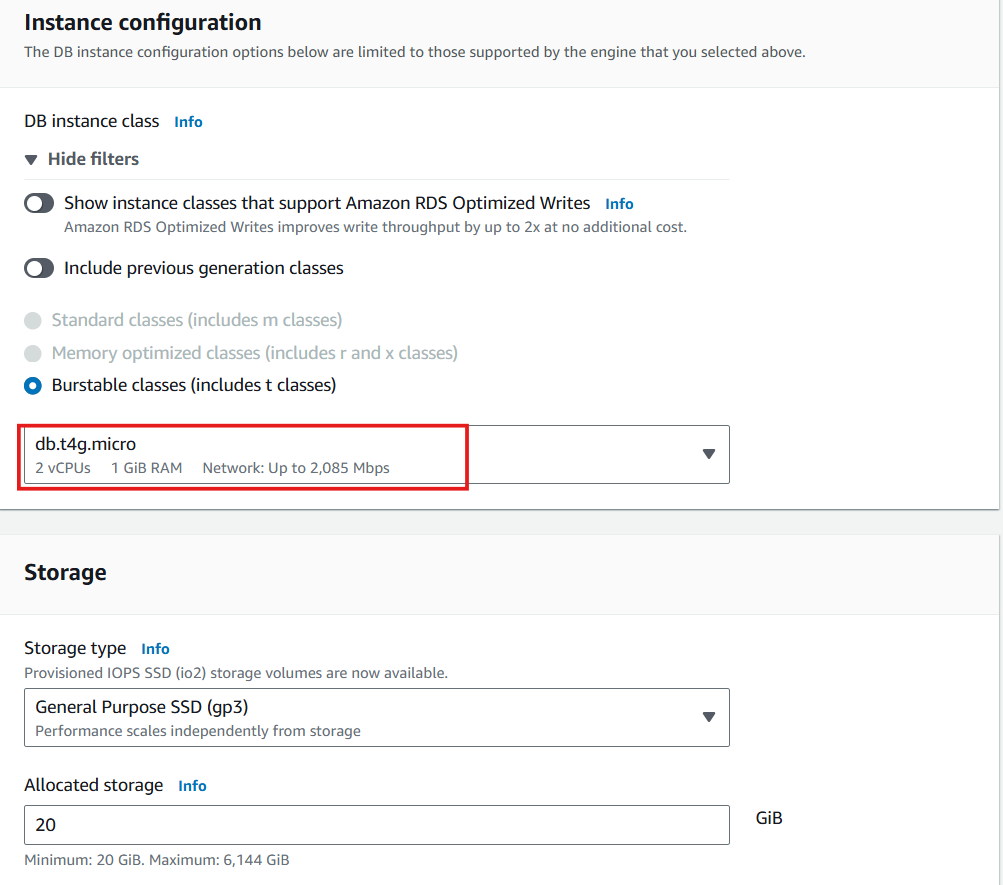 Instance configuration
The DB instance configuration options below are limited to those supported by the engine that you selected above.
DB instance class Info
Hide filters
Show instance classes that support Amazon RDS Optimized Writes Info
Amazon RDS Optimized Writes improves write throughput by up to 2x at no additional cost.
Include previous generation classes
Standard classes (includes m classes)
Memory optimized classes (includes r and x classes)
Burstable classes (includes t classes)
db.t4g.micro
2 vCPUs 1 GiB RAM Network: Up to 2,085 Mbps
Storage
Storage type Info
Provisioned IOPS SSD (io2) storage volumes are now available.
General Purpose SSD (gp3)
Performance scales independently from storage
Allocated storage Info
20 GiB
Minimum: 20 GiB. Maximum: 6,144 GiB